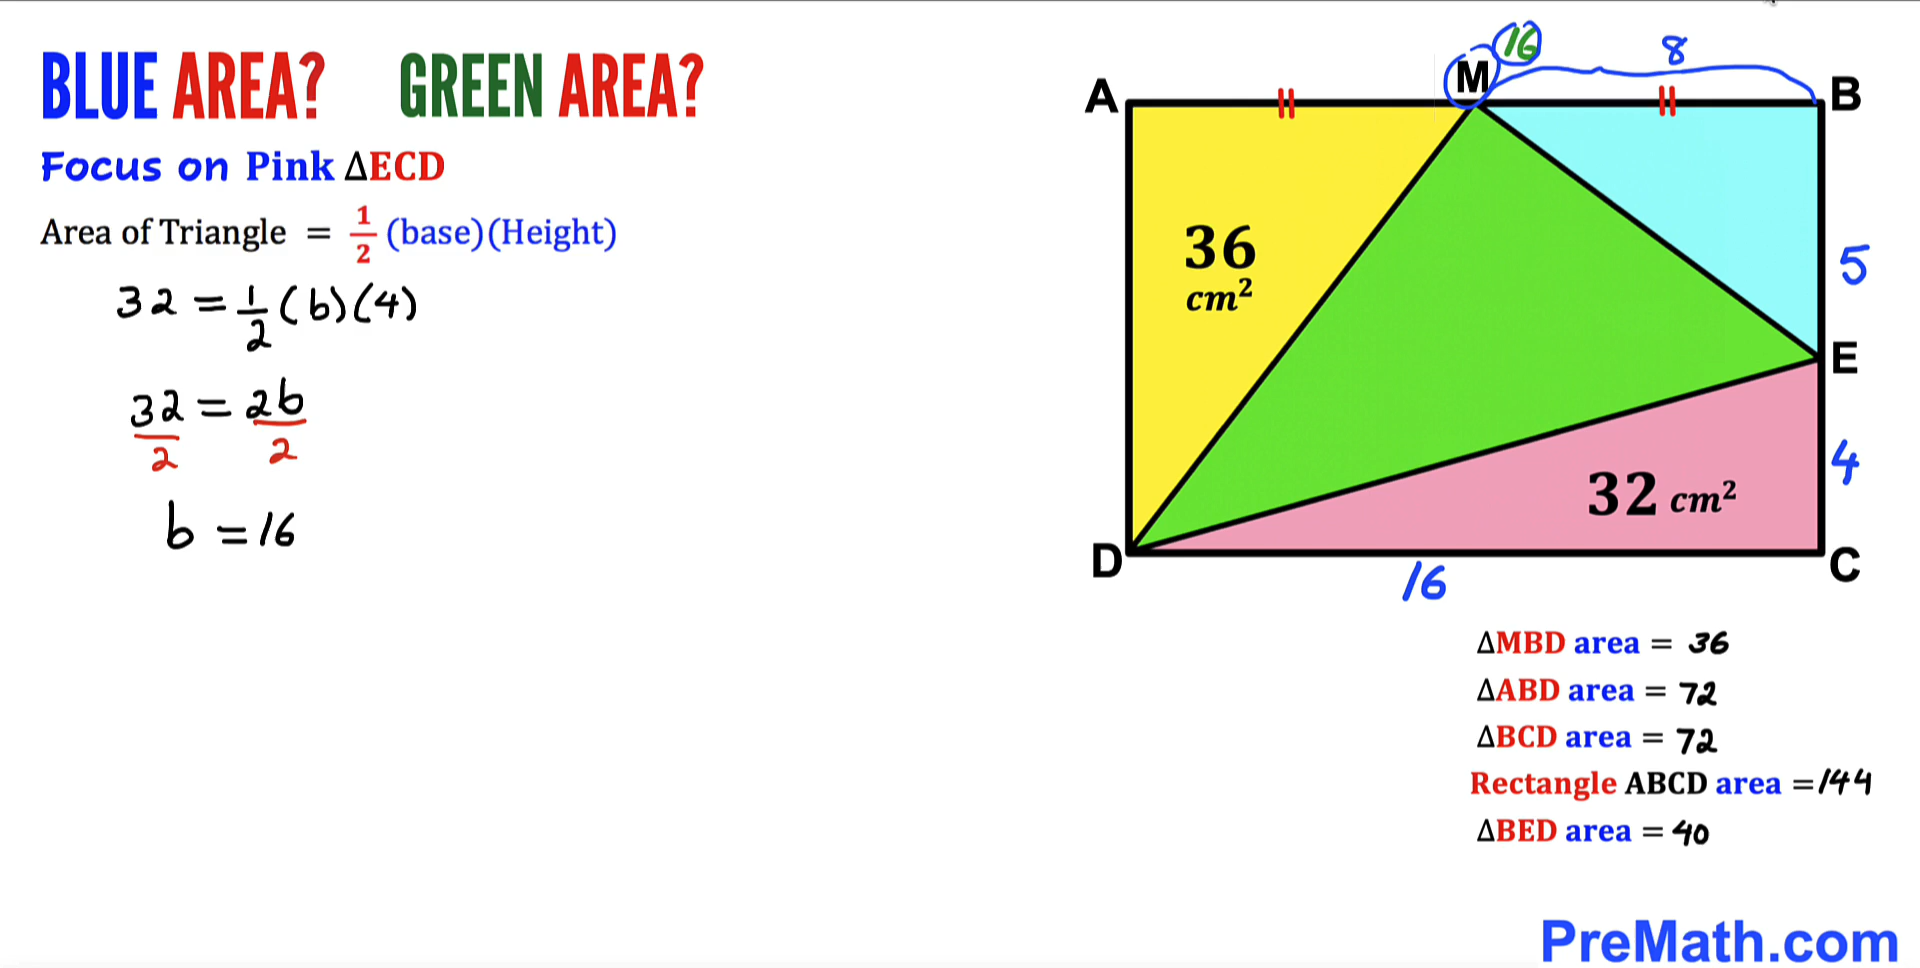 BLUE AREA? GREEN AREA?
Focus on Pink ΔECD
Area of Triangle = 1/2 (base)(Height)
32 = 1/2 (b)(4)
32/2 = 2b/2
b = 16
16
8
A M B
36
cm²
5
E
4
32 cm²
D C
16
ΔMBD area = 36
ΔABD area = 72
ΔBCD area = 72
Rectangle ABCD area = 144
ΔBED area = 40
PreMath.com